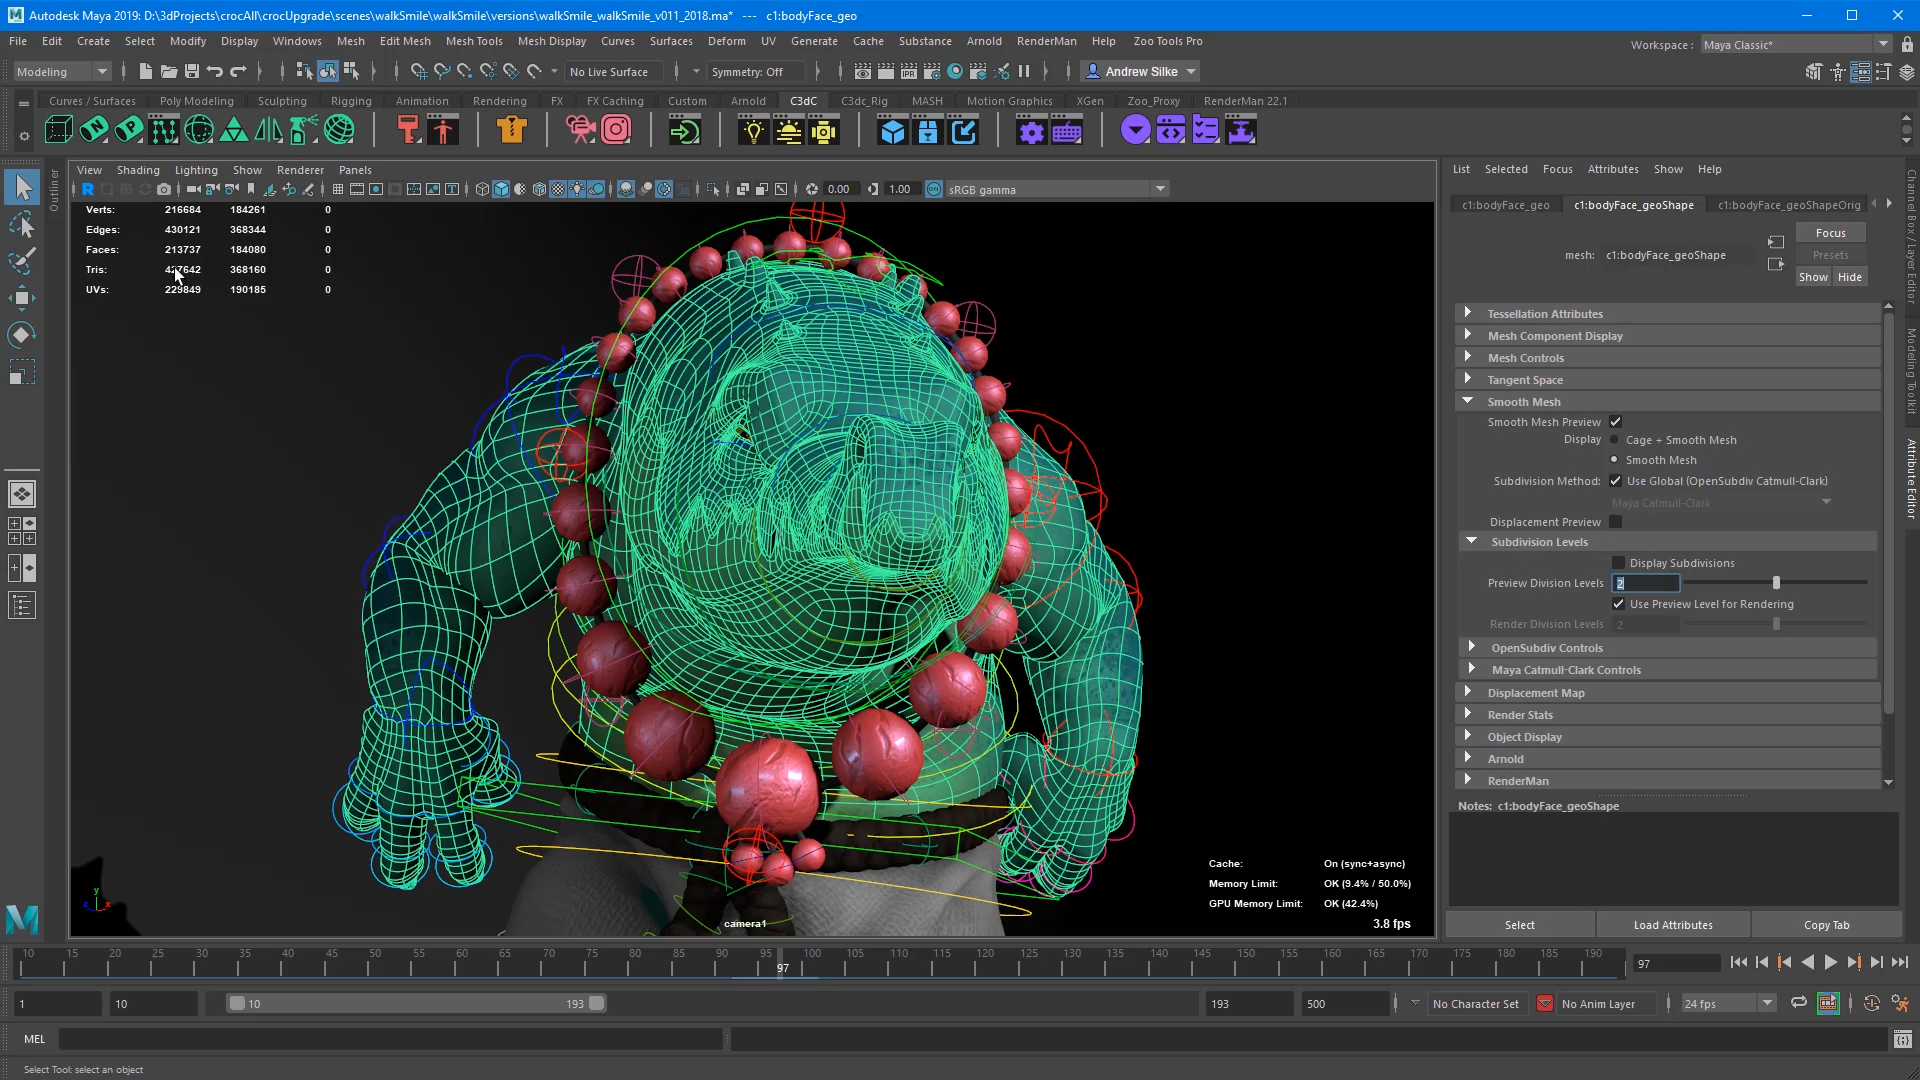 Autodesk Maya 2019: D:\3dProjects\crocAll\crocUpgrade\scenes\walkSmile\walkSmile\versions\walkSmile_walkSmile_v011_2018.ma*   ---   c1:bodyFace_geo
File Edit Create Select Modify Display Windows Mesh Edit Mesh Mesh Tools Mesh Display Curves Surfaces Deform UV Generate Cache Substance Arnold RenderMan Help Zoo Tools Pro
Workspace : Maya Classic*
Modeling No Live Surface Symmetry: Off Andrew Silke
Curves / Surfaces Poly Modeling Sculpting Rigging Animation Rendering FX FX Caching Custom Arnold C3dC C3dc_Rig MASH Motion Graphics XGen Zoo_Proxy RenderMan 22.1
View Shading Lighting Show Renderer Panels
0.00 1.00 sRGB gamma
Outliner
Verts: 216684 184261 0
Edges: 430121 368344 0
Faces: 213737 184080 0
Tris: 427642 368160 0
UVs: 229849 190185 0
Cache: On (sync+async)
Memory Limit: OK (9.4% / 50.0%)
GPU Memory Limit: OK (42.4%)
camera1
3.8 fps
List Selected Focus Attributes Show Help
c1:bodyFace_geo c1:bodyFace_geoShape c1:bodyFace_geoShapeOrig
Focus
mesh: c1:bodyFace_geoShape
Presets
Show Hide
Tessellation Attributes
Mesh Component Display
Mesh Controls
Tangent Space
Smooth Mesh
Smooth Mesh Preview
Display Cage + Smooth Mesh
Smooth Mesh
Subdivision Method: Use Global (OpenSubdiv Catmull-Clark)
Maya Catmull-Clark
Displacement Preview
Subdivision Levels
Display Subdivisions
Preview Division Levels 2
Use Preview Level for Rendering
Render Division Levels 2
OpenSubdiv Controls
Maya Catmull-Clark Controls
Displacement Map
Render Stats
Object Display
Arnold
RenderMan
Notes: c1:bodyFace_geoShape
Select Load Attributes Copy Tab
Channel Box / Layer Editor
Modeling Toolkit
Attribute Editor
10 15 20 25 30 35 40 45 50 55 60 65 70 75 80 85 90 95 100 105 110 115 120 125 130 135 140 145 150 155 160 165 170 175 180 185 190
97
97
1 10 10 193 193 500 No Character Set No Anim Layer 24 fps
MEL
Select Tool: select an object